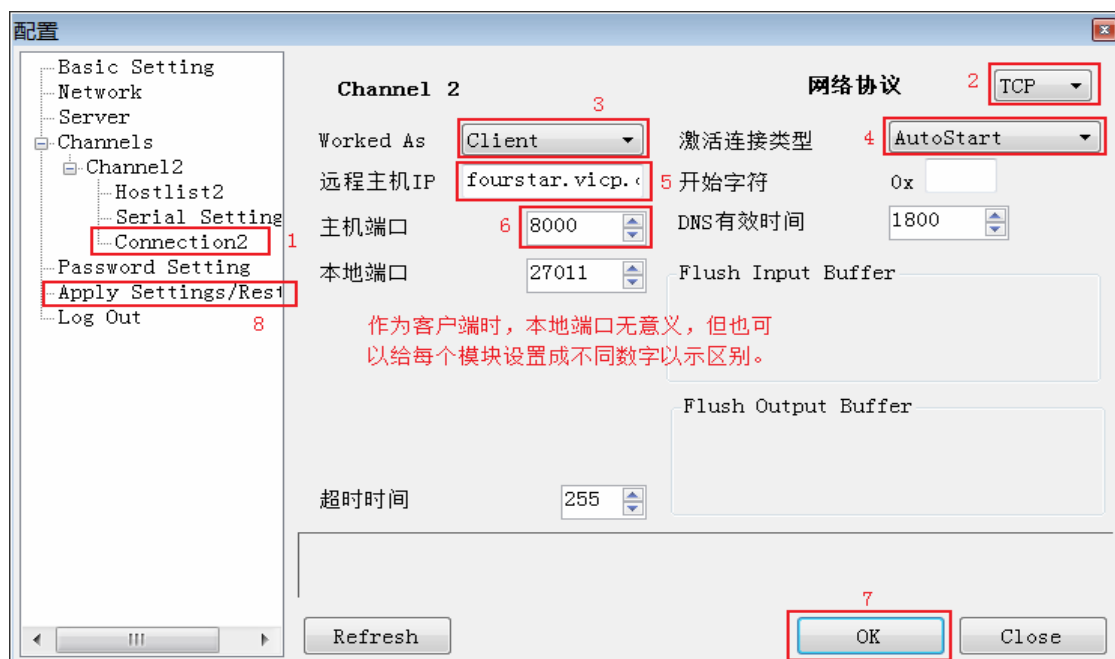 配置
Basic Setting
Network
Server
Channels
Channel2
Hostlist2
Serial Setting
Connection2
1
Password Setting
Apply Settings/Rest
Log Out
8
Channel 2
网络协议
2
TCP
3
Worked As
Client
激活连接类型
4
AutoStart
远程主机IP
fourstar.vicp.
5
开始字符
0x
主机端口
6
8000
DNS有效时间
1800
本地端口
27011
Flush Input Buffer
作为客户端时，本地端口无意义，但也可
以给每个模块设置成不同数字以示区别。
Flush Output Buffer
超时时间
255
7
Refresh
OK
Close